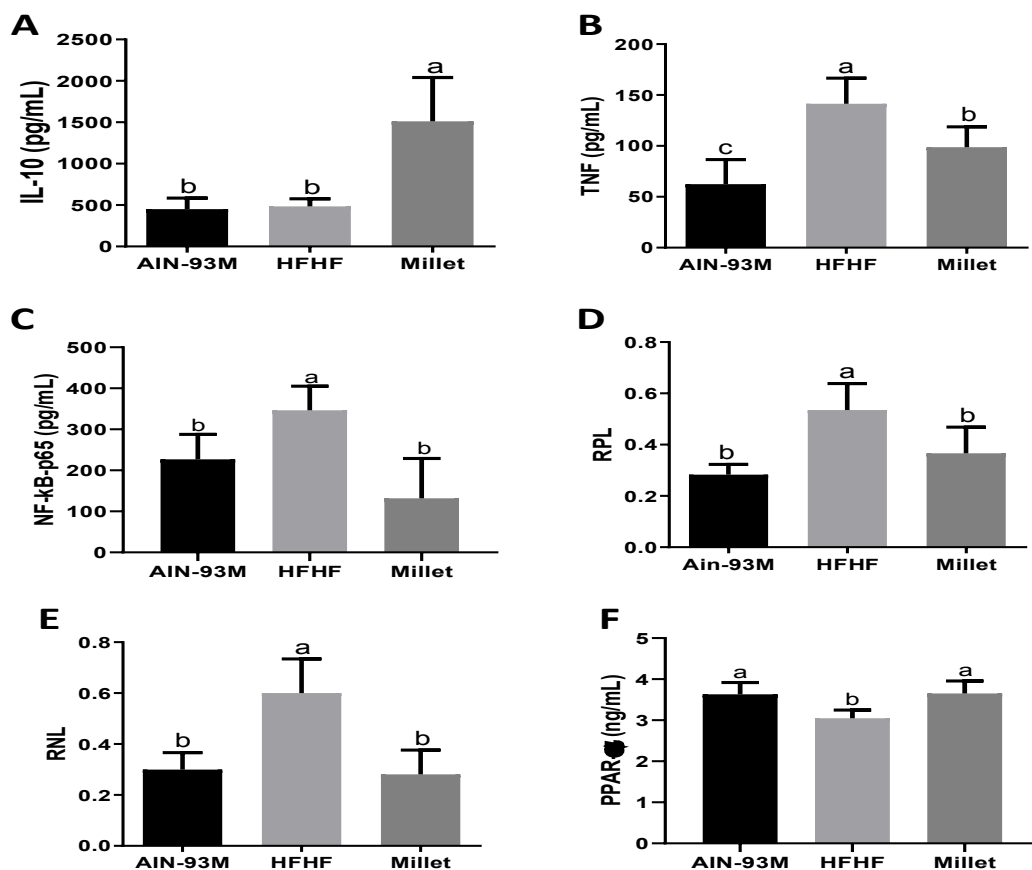 A
IL-10 (pg/mL)
2500
2000
1500
1000
500
0
b
b
a
AIN-93M HFHF Millet
B
TNF (pg/mL)
200
150
100
50
0
c
a
b
AIN-93M HFHF Millet
C
NF-kB-p65 (pg/mL)
500
400
300
200
100
0
b
a
b
AIN-93M HFHF Millet
D
RPL
0.8
0.6
0.4
0.2
0.0
b
a
b
Ain-93M HFHF Millet
E
RNL
0.8
0.6
0.4
0.2
0.0
b
a
b
AIN-93M HFHF Millet
F
PPAR (ng/mL)
5
4
3
2
1
0
a
b
a
AIN-93M HFHF Millet